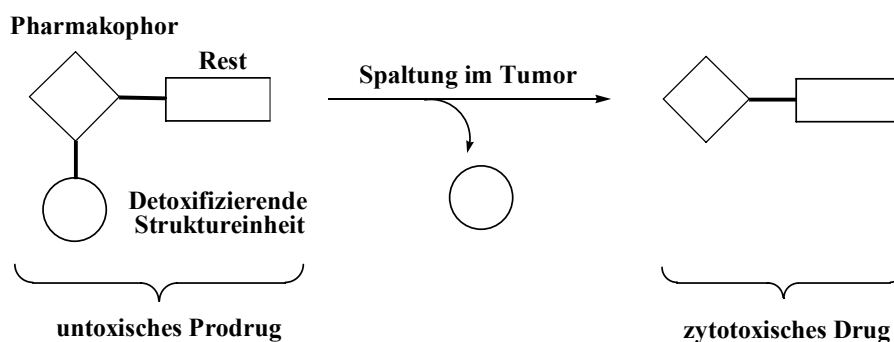 Pharmakophor
Rest
Spaltung im Tumor
Detoxifizierende
Struktureinheit
untoxisches Prodrug
zytotoxisches Drug